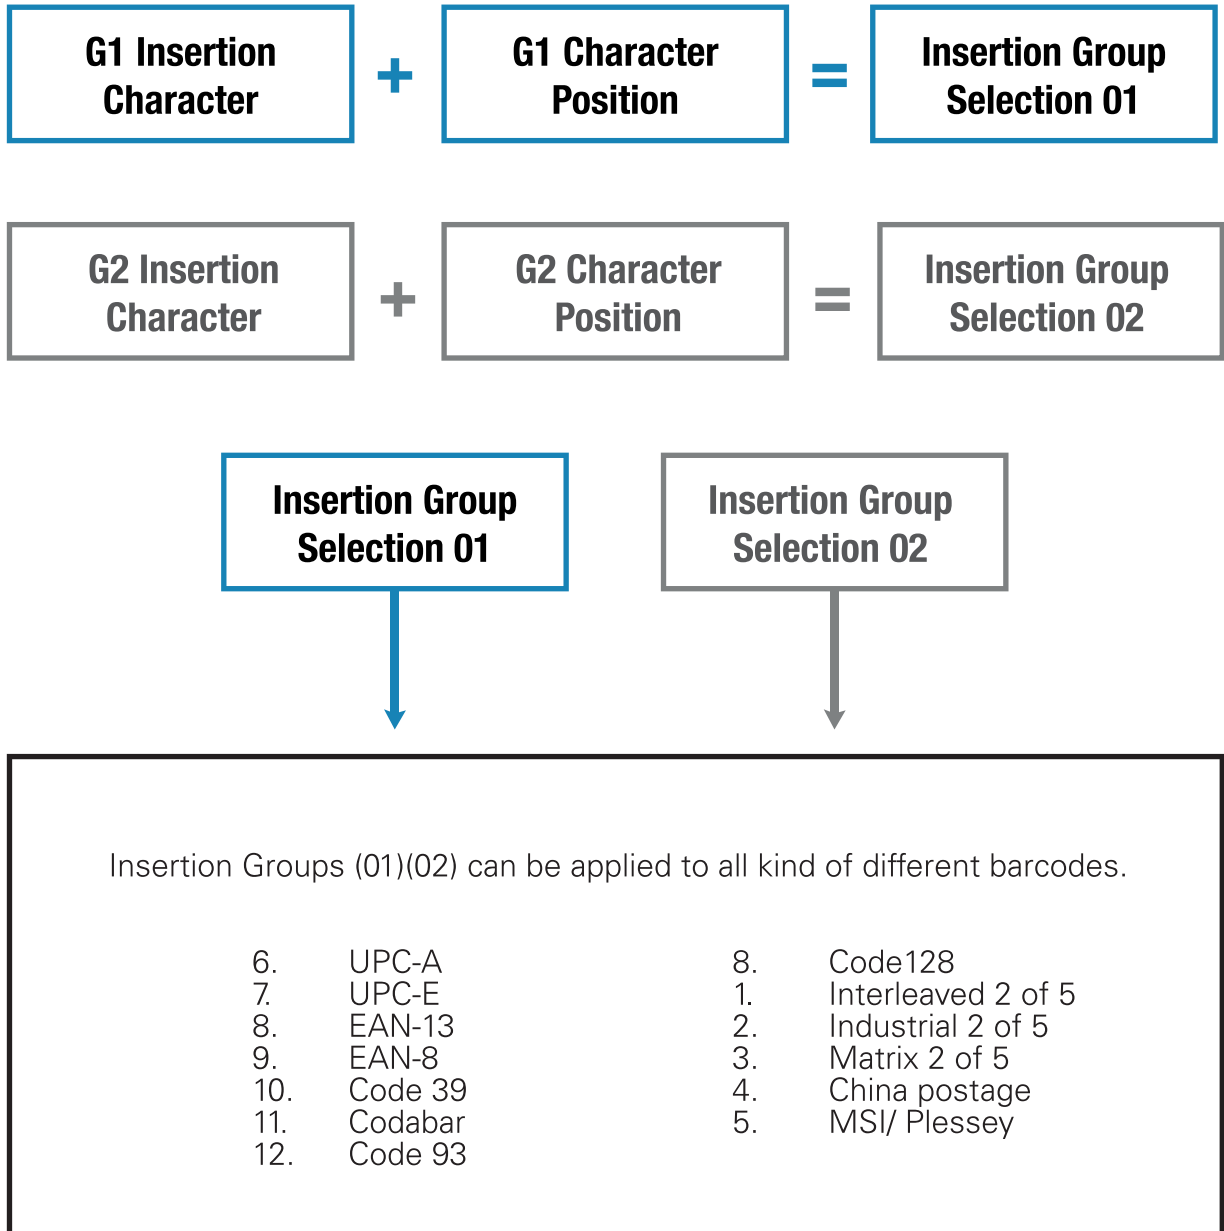 G1 Insertion
Character
+
G1 Character
Position
=
Insertion Group
Selection 01
G2 Insertion
Character
+
G2 Character
Position
=
Insertion Group
Selection 02
Insertion Group
Selection 01
Insertion Group
Selection 02
Insertion Groups (01)(02) can be applied to all kind of different barcodes.
6. UPC-A
7. UPC-E
8. EAN-13
9. EAN-8
10. Code 39
11. Codabar
12. Code 93
8. Code128
1. Interleaved 2 of 5
2. Industrial 2 of 5
3. Matrix 2 of 5
4. China postage
5. MSI/ Plessey